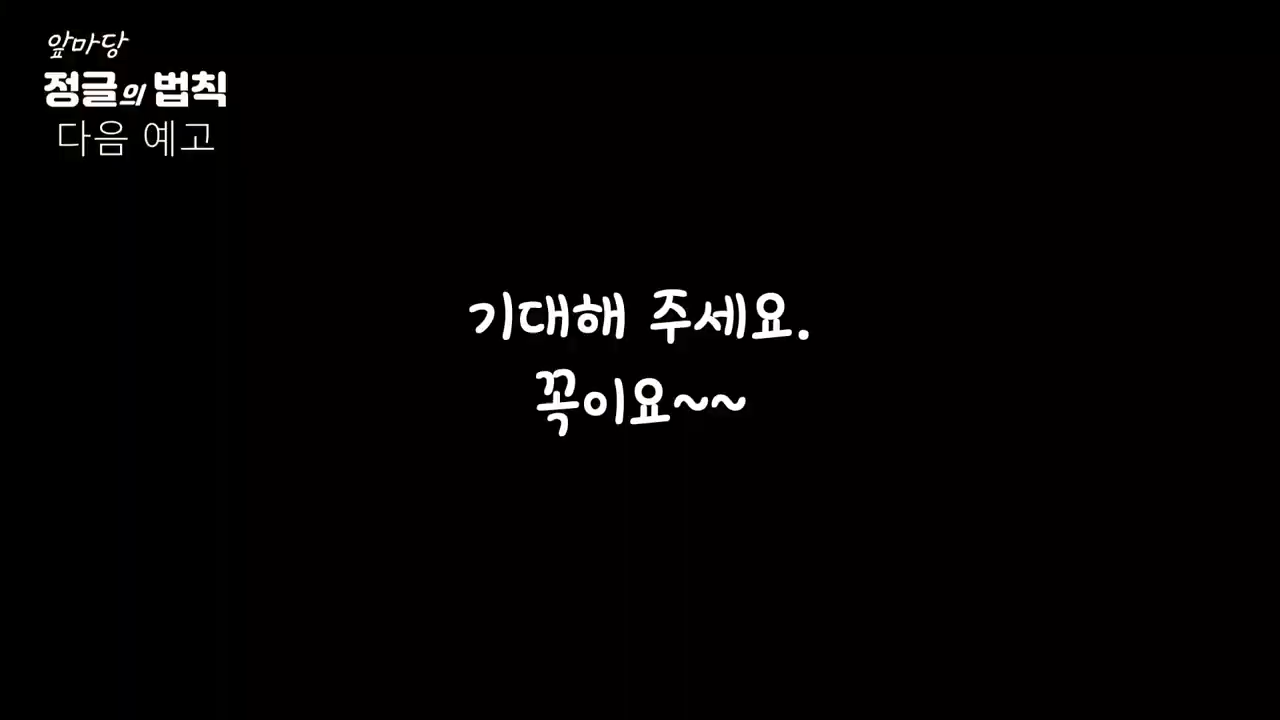 앞마당
정글의 법칙
다음 예고
기대해 주세요.
꼭이요~~